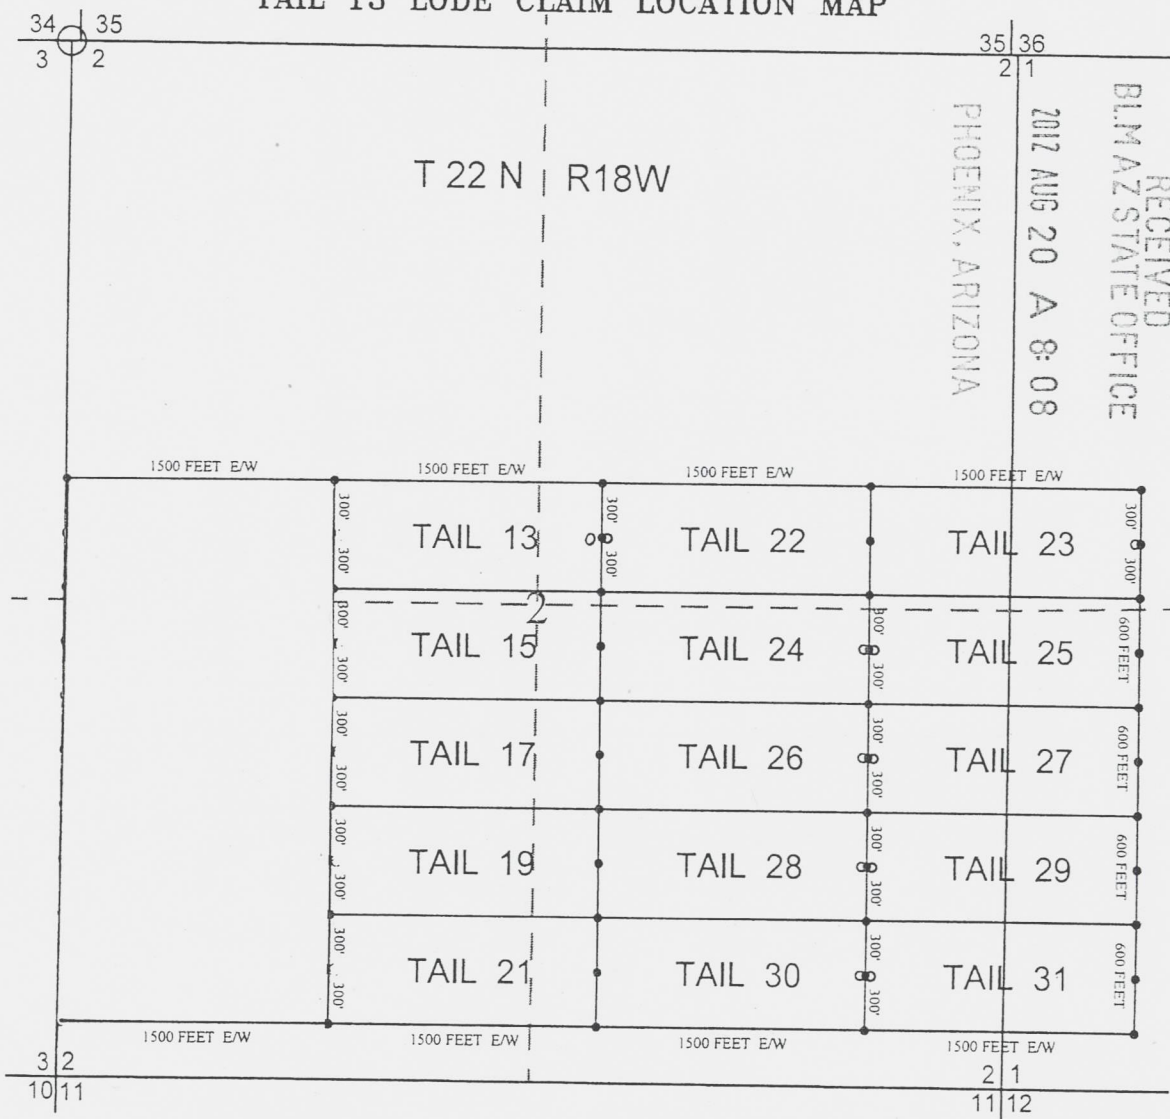 TAIL 13 LODE CLAIM LOCATION MAP
34 35
3 2
35 36
2 1
T 22 N R18W
RECEIVED
BLM AZ STATE OFFICE
2012 AUG 20 A 8:08
PHOENIX, ARIZONA
1500 FEET E/W 1500 FEET E/W 1500 FEET E/W 1500 FEET E/W
300' 300' 300'
TAIL 13 TAIL 22 TAIL 23
300' 300' 300'
2
300' 300' 600 FEET
TAIL 15 TAIL 24 TAIL 25
300' 300'
300' 300' 600 FEET
TAIL 17 TAIL 26 TAIL 27
300' 300'
300' 300' 600 FEET
TAIL 19 TAIL 28 TAIL 29
300' 300'
300' 300' 600 FEET
TAIL 21 TAIL 30 TAIL 31
300' 300'
1500 FEET E/W 1500 FEET E/W 1500 FEET E/W 1500 FEET E/W
3 2
10 11
2 1
11 12